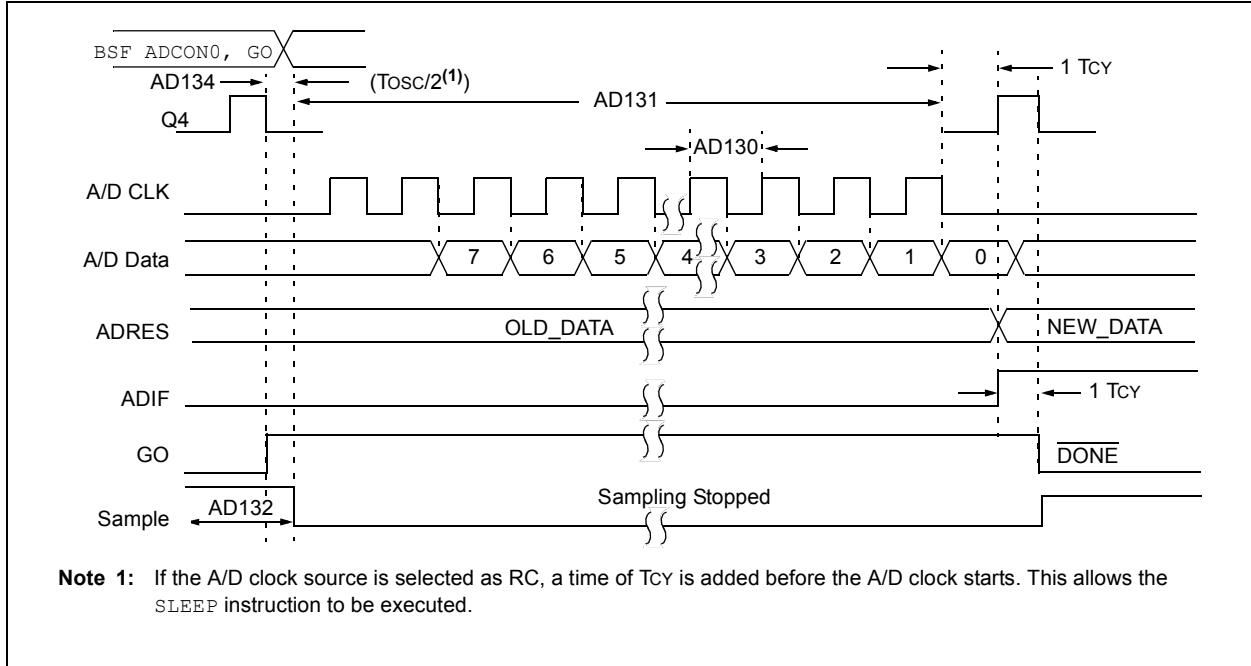 BSF ADCON0, GO
AD134 (TOSC/2(1)) 1 TCY
AD131
Q4
AD130
A/D CLK
A/D Data 7 6 5 4 3 2 1 0
ADRES OLD_DATA NEW_DATA
ADIF 1 TCY
GO DONE
Sampling Stopped
AD132
Sample
Note 1: If the A/D clock source is selected as RC, a time of TCY is added before the A/D clock starts. This allows the
SLEEP instruction to be executed.